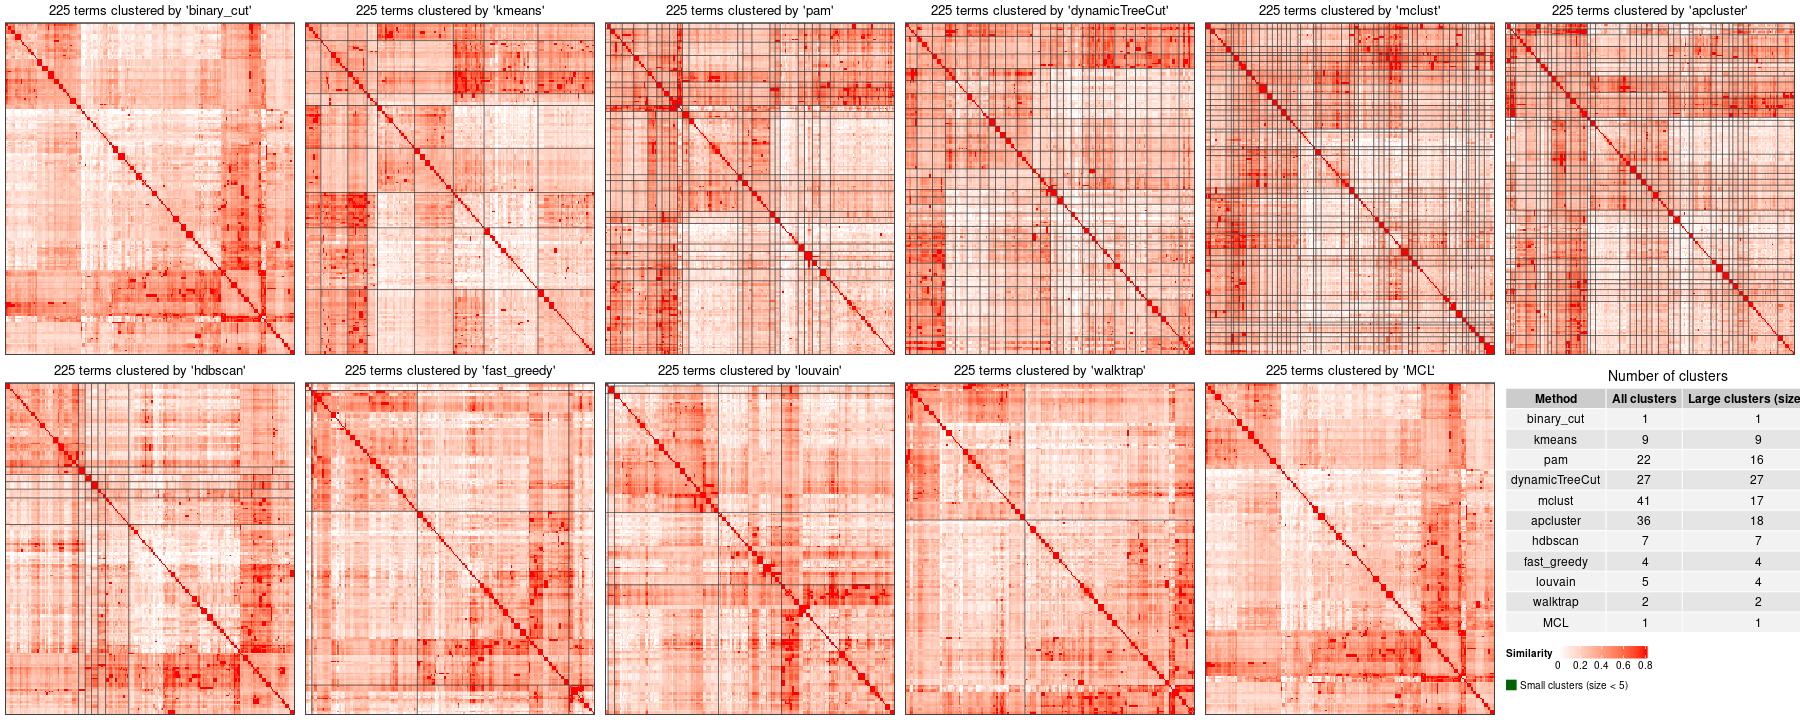 225 terms clustered by 'binary_cut'
225 terms clustered by 'kmeans'
225 terms clustered by 'pam'
225 terms clustered by 'dynamicTreeCut'
225 terms clustered by 'mclust'
225 terms clustered by 'apcluster'
225 terms clustered by 'hdbscan'
225 terms clustered by 'fast_greedy'
225 terms clustered by 'louvain'
225 terms clustered by 'walktrap'
225 terms clustered by 'MCL'
Number of clusters
Method All clusters Large clusters (size
binary_cut 1 1
kmeans 9 9
pam 22 16
dynamicTreeCut 27 27
mclust 41 17
apcluster 36 18
hdbscan 7 7
fast_greedy 4 4
louvain 5 4
walktrap 2 2
MCL 1 1
Similarity
0 0.2 0.4 0.6 0.8
Small clusters (size < 5)